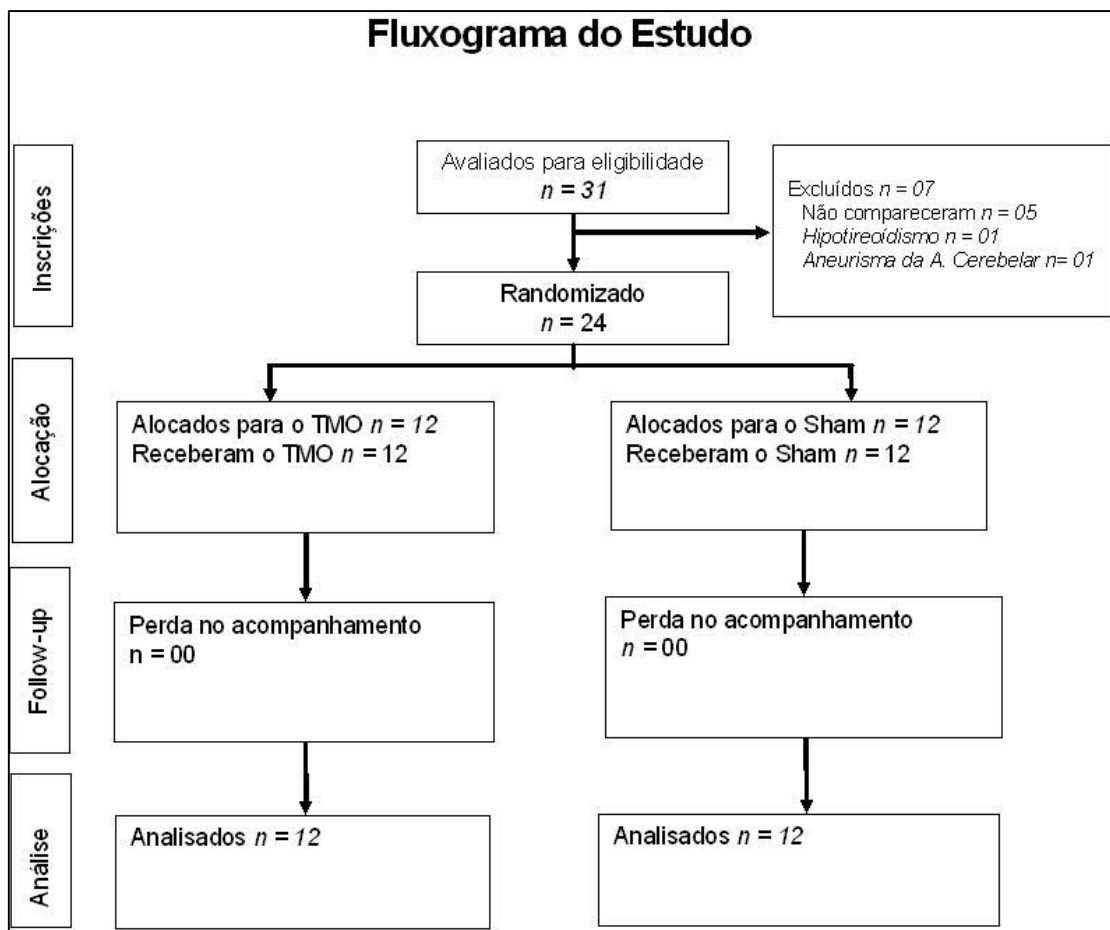 Fluxograma do Estudo
Inscrições
Avaliados para eligibilidade
n = 31
Excluídos n = 07
Não compareceram n = 05
Hipotireoídismo n = 01
Aneurisma da A. Cerebelar n= 01
Randomizado
n = 24
Alocação
Alocados para o TMO n = 12
Receberam o TMO n = 12
Alocados para o Sham n = 12
Receberam o Sham n = 12
Follow-up
Perda no acompanhamento
n = 00
Perda no acompanhamento
n = 00
Análise
Analisados n = 12
Analisados n = 12